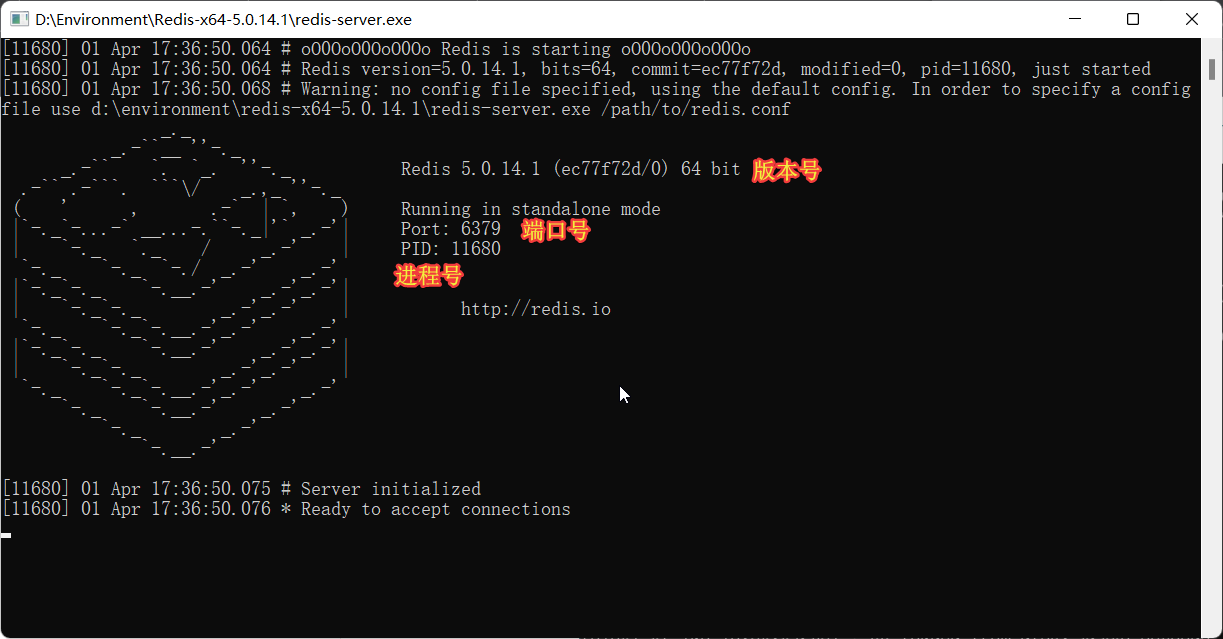 D:\Environment\Redis-x64-5.0.14.1\redis-server.exe
[11680] 01 Apr 17:36:50.064 # oO0OoO0OoO0Oo Redis is starting oO0OoO0OoO0Oo
[11680] 01 Apr 17:36:50.064 # Redis version=5.0.14.1, bits=64, commit=ec77f72d, modified=0, pid=11680, just started
[11680] 01 Apr 17:36:50.068 # Warning: no config file specified, using the default config. In order to specify a config
file use d:\environment\redis-x64-5.0.14.1\redis-server.exe /path/to/redis.conf
Redis 5.0.14.1 (ec77f72d/0) 64 bit 版本号
Running in standalone mode
Port: 6379 端口号
PID: 11680
进程号
http://redis.io
[11680] 01 Apr 17:36:50.075 # Server initialized
[11680] 01 Apr 17:36:50.076 * Ready to accept connections